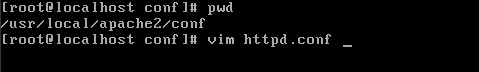 [root@localhost conf]# pwd
/usr/local/apache2/conf
[root@localhost conf]# vim httpd.conf _